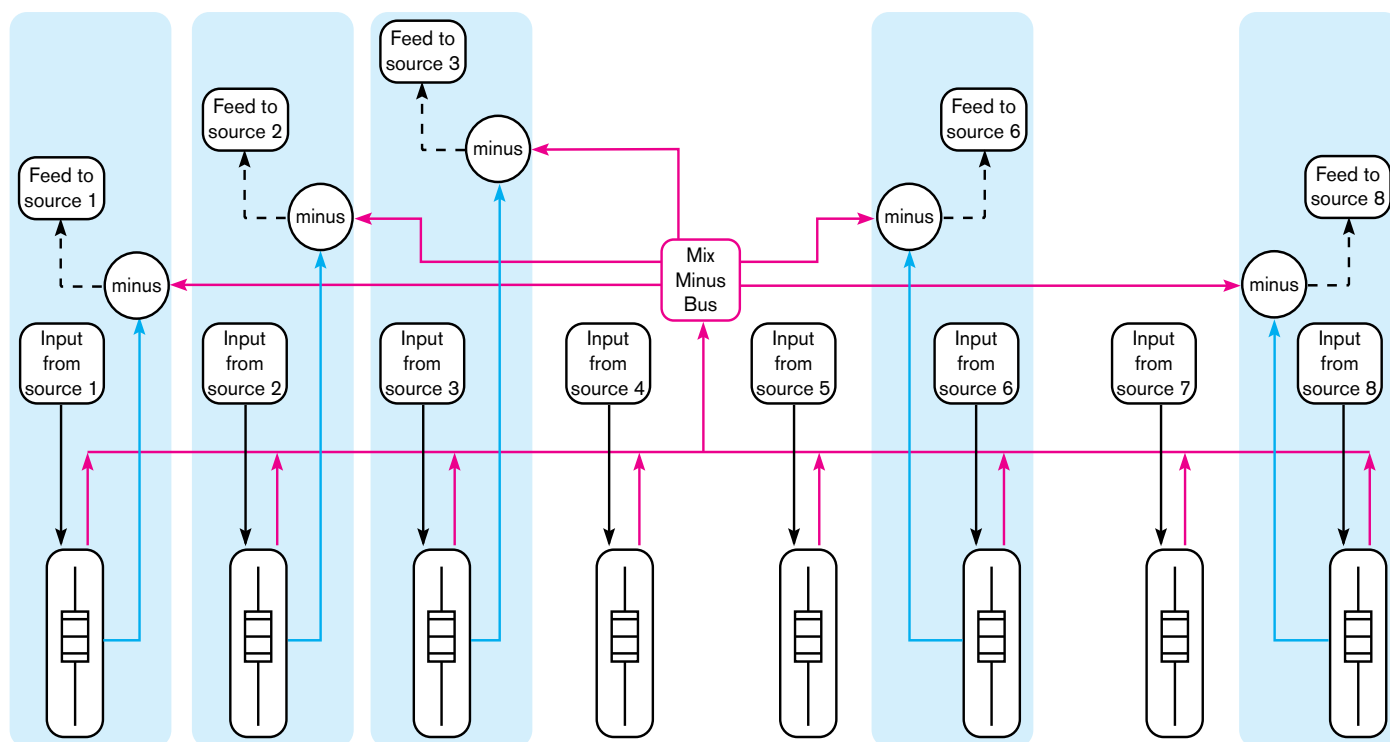 Feed to
source 3
Feed to
source 2
Feed to
source 6
minus
Feed to
source 1
Feed to
source 8
minus
minus
Mix
Minus
Bus
minus
minus
Input
from
source 1
Input
from
source 2
Input
from
source 3
Input
from
source 4
Input
from
source 5
Input
from
source 6
Input
from
source 7
Input
from
source 8